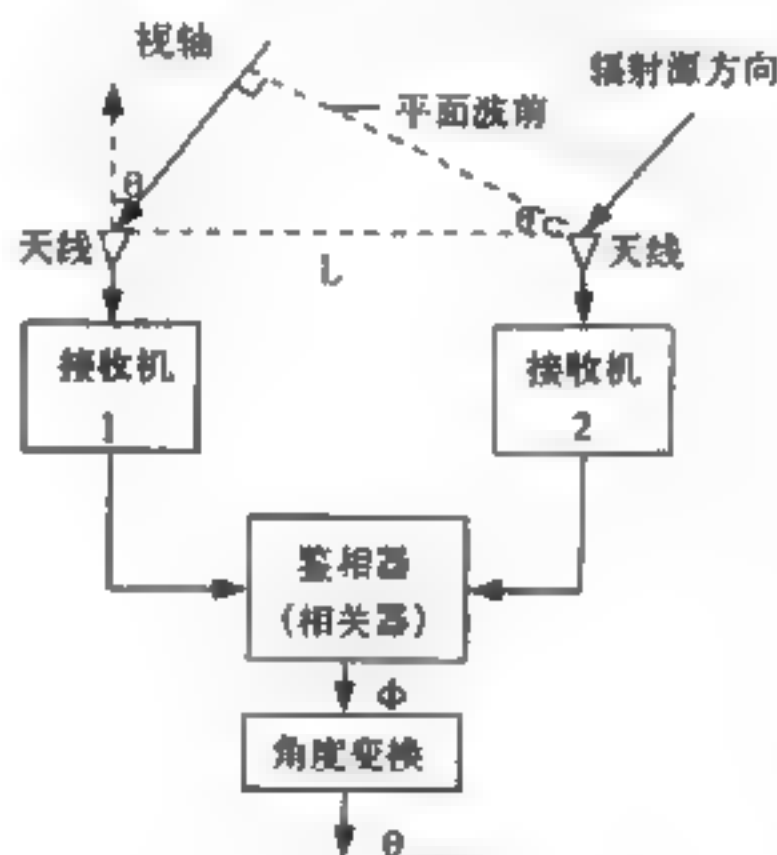 视轴
辐射源方向
平面波前
θ
θ
天线
天线
L
接收机
1
接收机
2
鉴相器
(相关器)
Φ
角度变换
θ